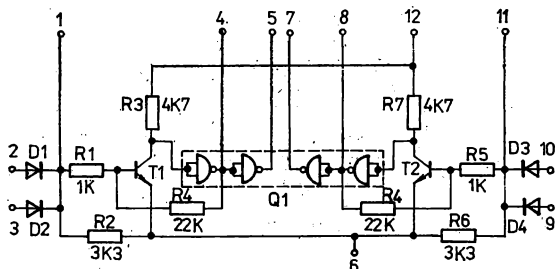 1 4 5 7 8 12 11
R3 4K7 R7 4K7
2 D1 R1 T1 T2 R5 D3 10
1K R4 Q1 R4 1K
3 D2 R2 22K 22K R6 D4 9
3K3 6 3K3